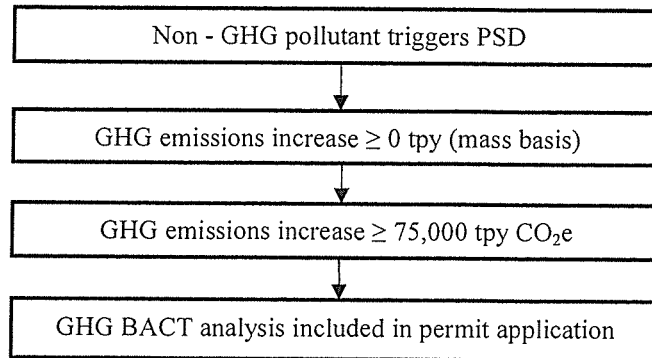 Non - GHG pollutant triggers PSD
GHG emissions increase ≥ 0 tpy (mass basis)
GHG emissions increase ≥ 75,000 tpy CO₂e
GHG BACT analysis included in permit application